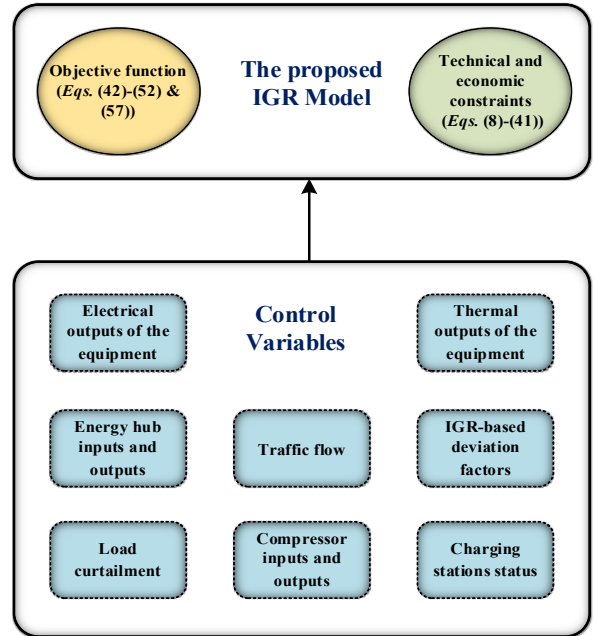 Objective function
(Eqs. (42)-(52) &
(57))
The proposed
IGR Model
Technical and
economic
constraints
(Eqs. (8)-(41))
Control
Variables
Electrical
outputs of the
equipment
Thermal
outputs of the
equipment
Energy hub
inputs and
outputs
Traffic flow
IGR-based
deviation
factors
Load
curtailment
Compressor
inputs and
outputs
Charging
stations status